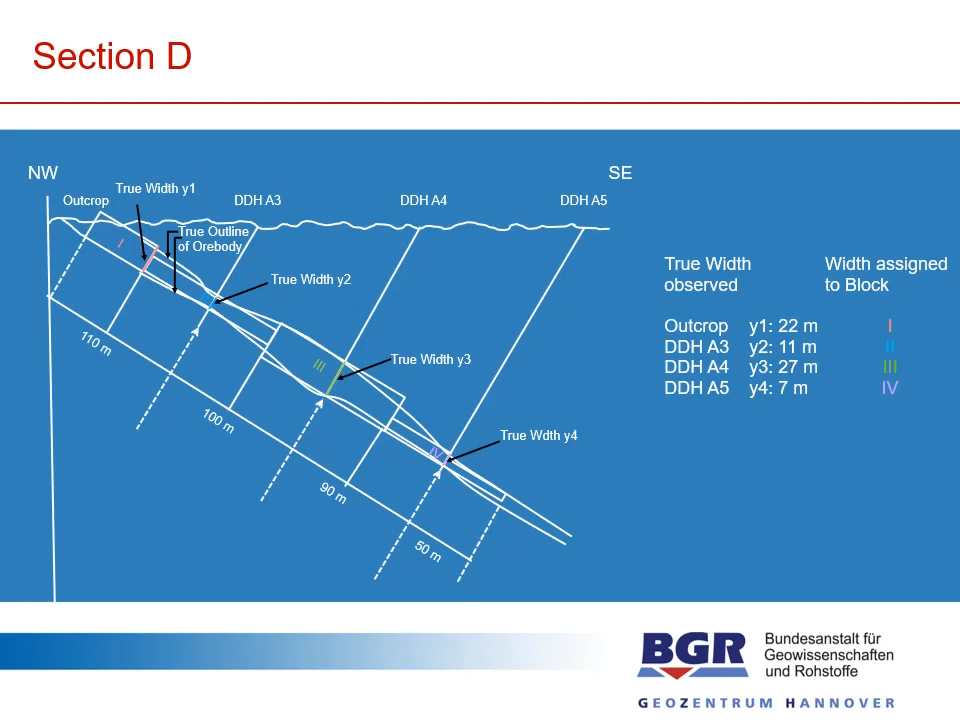 Section D
NW
SE
True Width y1
Outcrop
DDH A3
DDH A4
DDH A5
True Outline
of Orebody
I
II
III
IV
True Width y2
True Width y3
True Wdth y4
110 m
100 m
90 m
50 m
True Width
observed
Width assigned
to Block
Outcrop y1: 22 m I
DDH A3 y2: 11 m II
DDH A4 y3: 27 m III
DDH A5 y4: 7 m IV
BGR
Bundesanstalt für
Geowissenschaften
und Rohstoffe
GEOZENTRUM HANNOVER